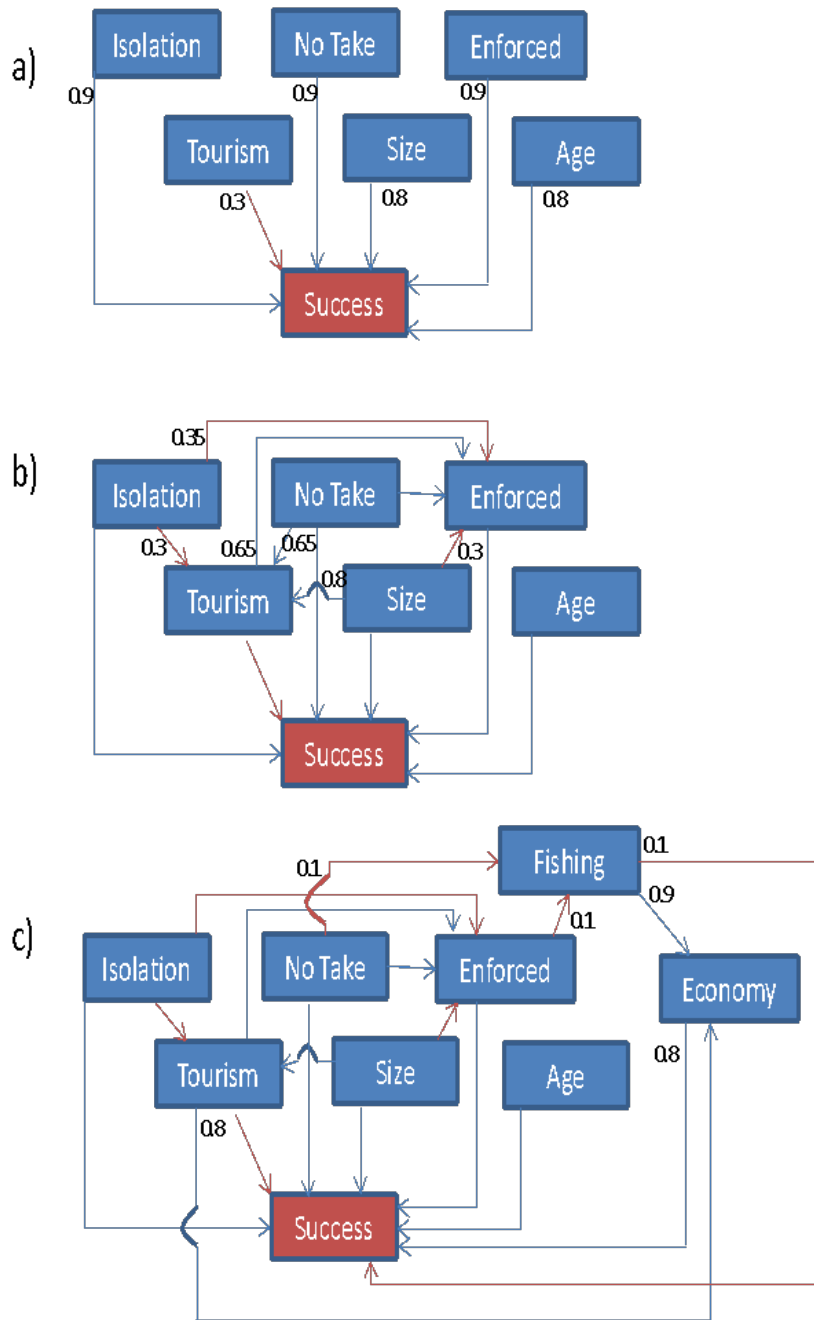 a)
Isolation
No Take
Enforced
0.9
0.9
0.9
Tourism
Size
Age
0.3
0.8
0.8
Success
b)
0.35
Isolation
No Take
Enforced
0.3
0.65
0.65
0.3
Tourism
0.8
Size
Age
Success
Fishing
0.1
0.1
0.9
c)
0.1
Isolation
No Take
Enforced
Economy
Tourism
Size
Age
0.8
0.8
Success